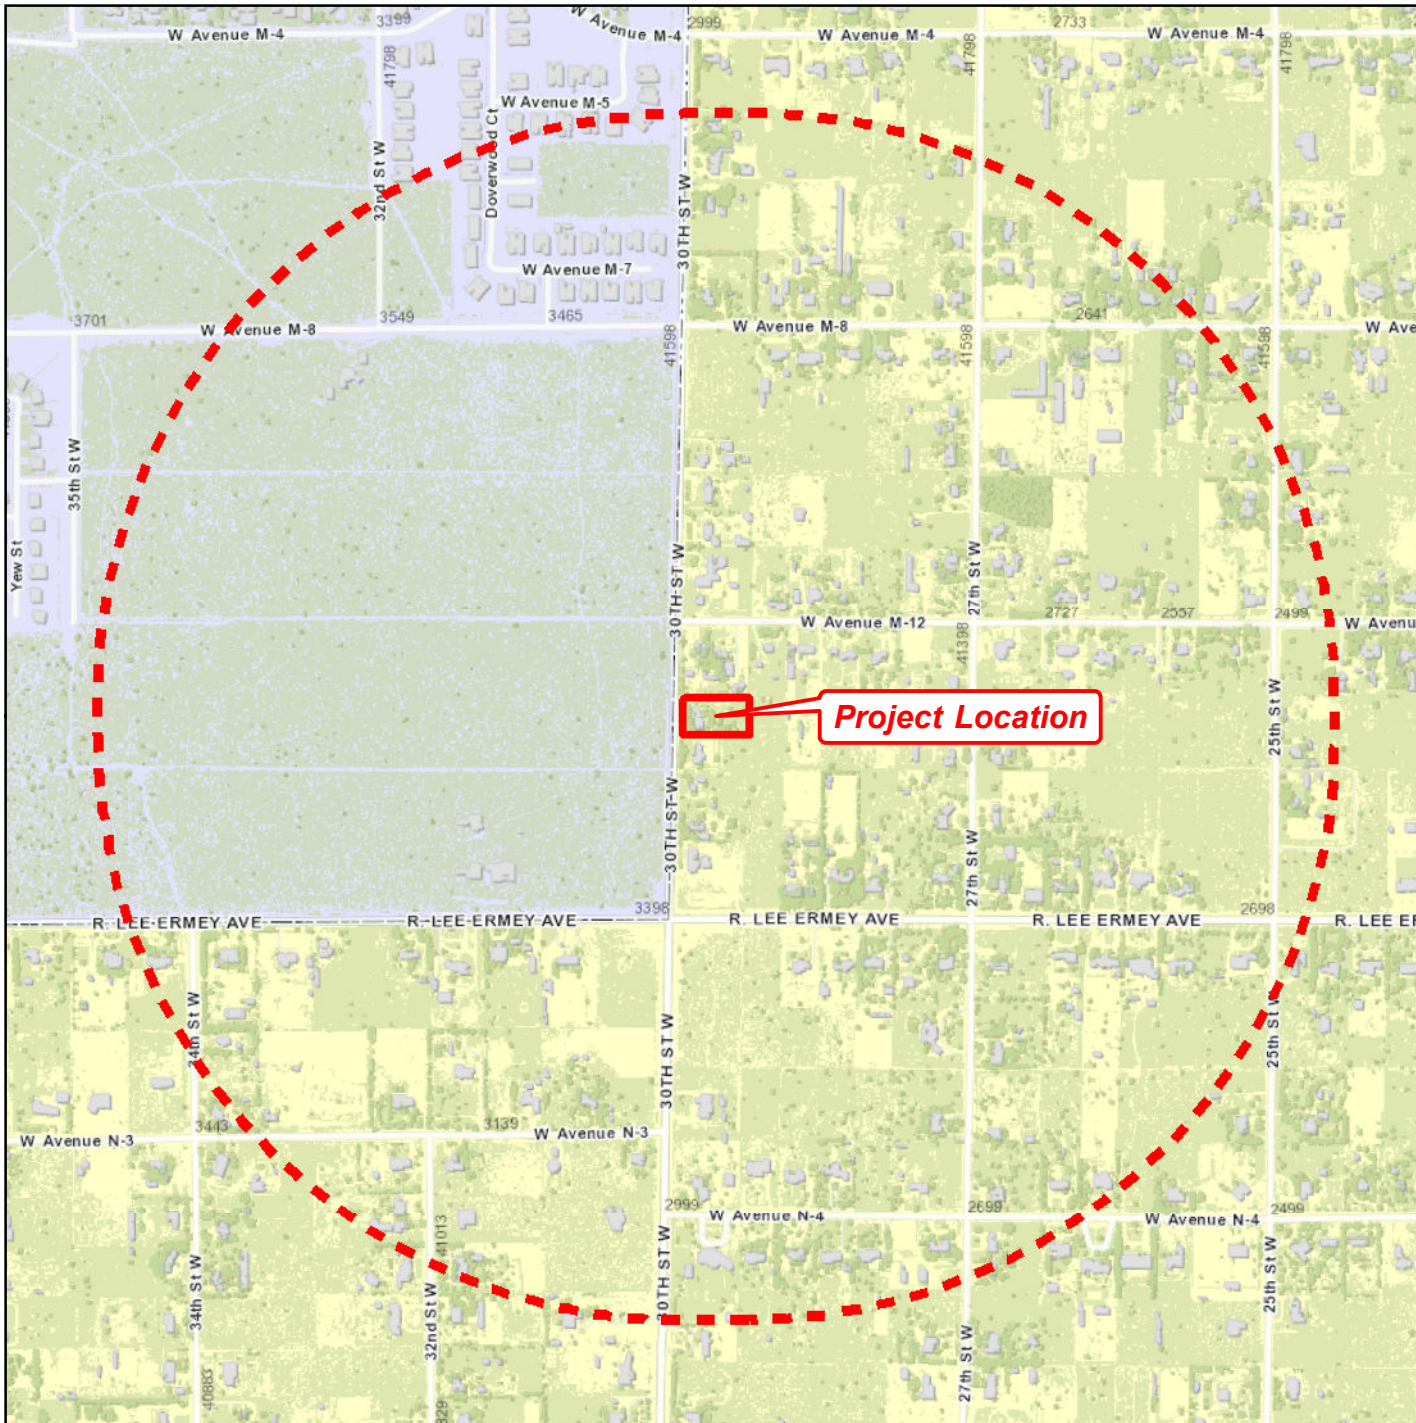 3399
2999
2733
W Avenue M-4
W Avenue M-4
W Avenue M-4
W Avenue M-4
41798
41798
41798
W Avenue M-5
32nd St W
Doverwood Ct
30TH ST W
W Avenue M-7
3701
3549
3465
2641
W Avenue M-8
W Avenue M-8
W Ave
41598
41598
41598
35th St W
Yew St
30TH ST W
27th St W
2727
2557
2499
W Avenue M-12
W Avenu
41398
Project Location
25th St W
30TH ST W
27th St W
3398
2698
R. LEE ERMEY AVE
R. LEE ERMEY AVE
R. LEE ERMEY AVE
R. LEE ERMEY AVE
R. LEE ER
34th St W
30TH ST W
25th St W
3443
3139
W Avenue N-3
W Avenue N-3
2999
2699
2499
W Avenue N-4
W Avenue N-4
41013
34th St W
32nd St W
30TH ST W
27th St W
25th St W
40883
829